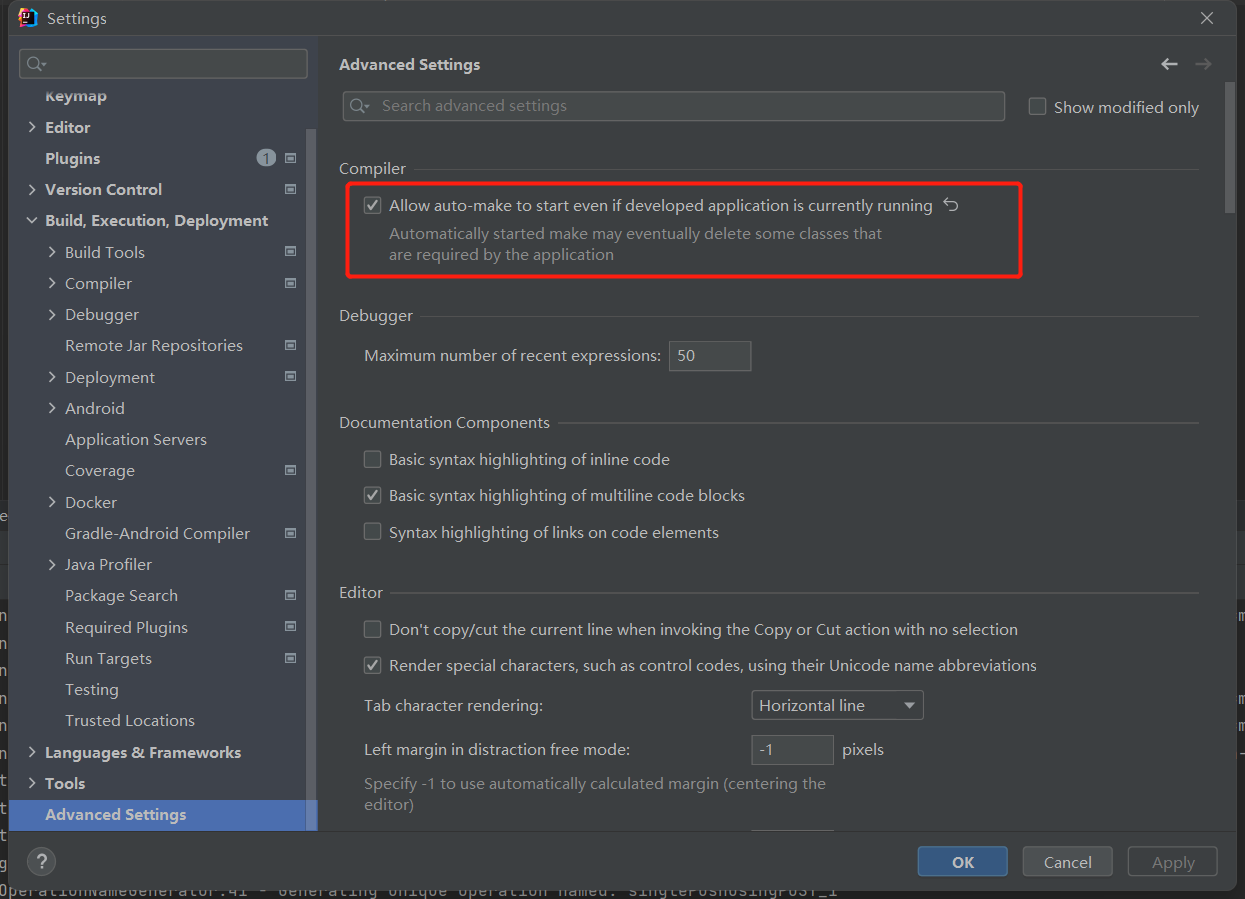 Settings
Advanced Settings
Search advanced settings
Show modified only
Keymap
Editor
Plugins 1
Version Control
Build, Execution, Deployment
Build Tools
Compiler
Debugger
Remote Jar Repositories
Deployment
Android
Application Servers
Coverage
Docker
Gradle-Android Compiler
Java Profiler
Package Search
Required Plugins
Run Targets
Testing
Trusted Locations
Languages & Frameworks
Tools
Advanced Settings
Compiler
Allow auto-make to start even if developed application is currently running
Automatically started make may eventually delete some classes that
are required by the application
Debugger
Maximum number of recent expressions: 50
Documentation Components
Basic syntax highlighting of inline code
Basic syntax highlighting of multiline code blocks
Syntax highlighting of links on code elements
Editor
Don't copy/cut the current line when invoking the Copy or Cut action with no selection
Render special characters, such as control codes, using their Unicode name abbreviations
Tab character rendering: Horizontal line
Left margin in distraction free mode: -1 pixels
Specify -1 to use automatically calculated margin (centering the
editor)
? OK Cancel Apply
OperationNameGenerator:41 - Generating unique operation named: